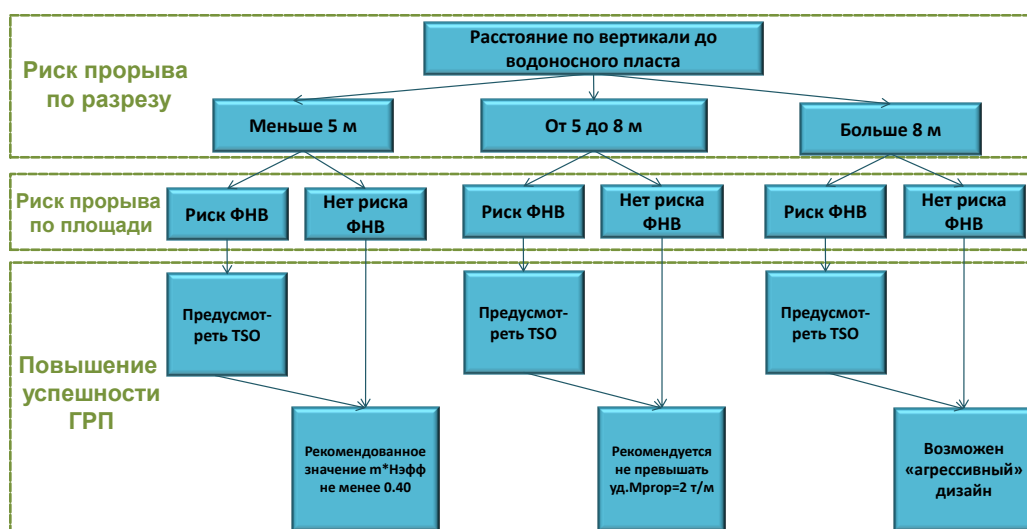 Расстояние по вертикали до
водоносного пласта
Риск прорыва
по разрезу
Меньше 5 м
От 5 до 8 м
Больше 8 м
Риск прорыва
по площади
Риск ФНВ
Нет риска
ФНВ
Риск ФНВ
Нет риска
ФНВ
Риск ФНВ
Нет риска
ФНВ
Повышение
успешности
ГРП
Предусмот-
реть TSO
Предусмот-
реть TSO
Предусмот-
реть TSO
Рекомендованное
значение m*Hэфф
не менее 0.40
Рекомендуется
не превышать
уд.Mprop=2 т/м
Возможен
«агрессивный»
дизайн